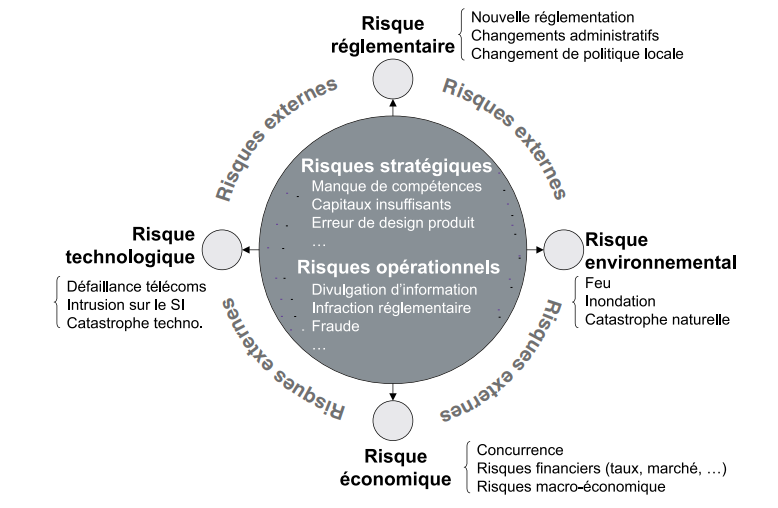 Risque
réglementaire
Nouvelle réglementation
Changements administratifs
Changement de politique locale
Risques externes
Risques externes
Risques stratégiques
Manque de compétences
Capitaux insuffisants
Erreur de design produit
…
Risques opérationnels
Divulgation d'information
Infraction réglementaire
Fraude
…
Risque
technologique
Défaillance télécoms
Intrusion sur le SI
Catastrophe techno.
Risque
environnemental
Feu
Inondation
Catastrophe naturelle
Risques externes
Risques externes
Risque
économique
Concurrence
Risques financiers (taux, marché, …)
Risques macro-économique